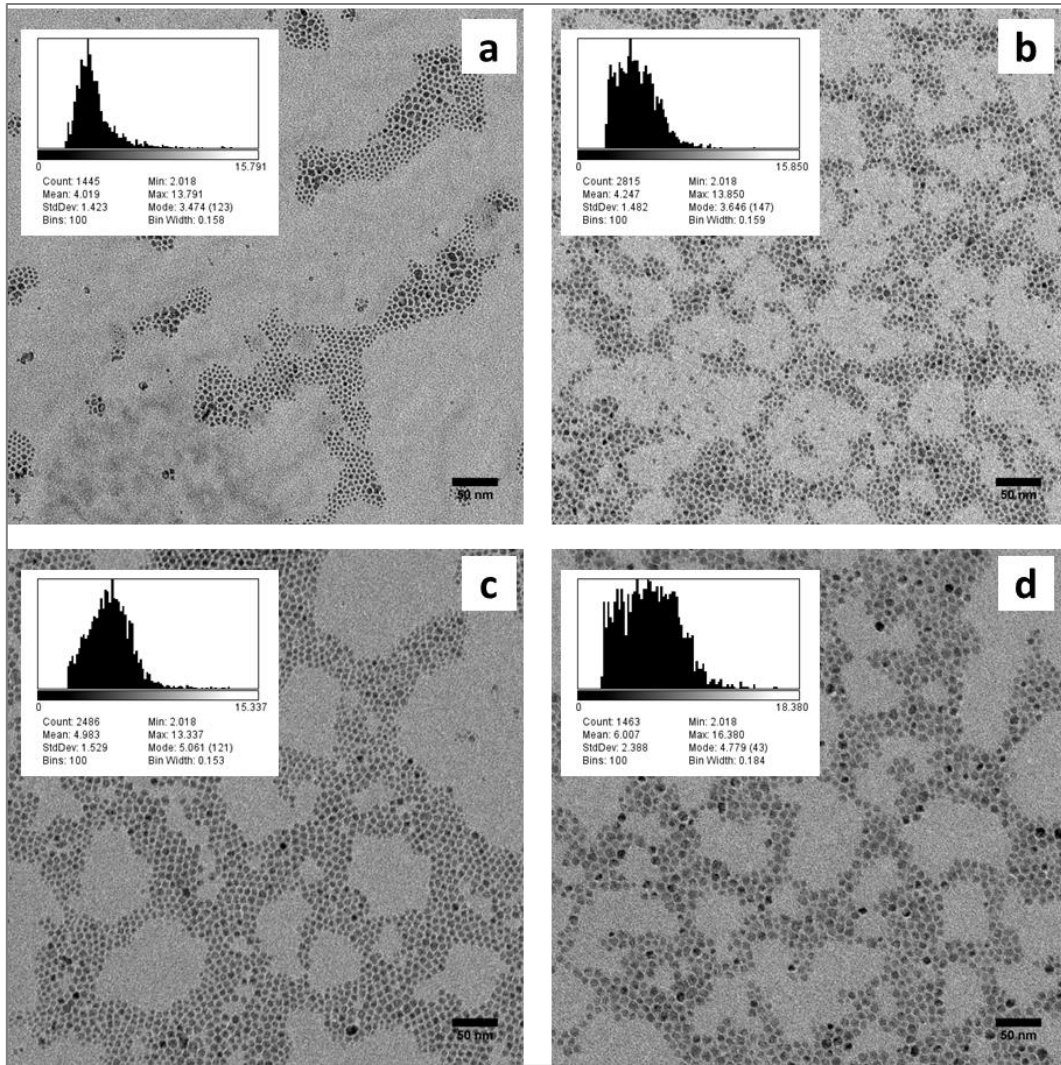 a
0 15.791
Count: 1445 Min: 2.018
Mean: 4.019 Max: 13.791
StdDev: 1.423 Mode: 3.474 (123)
Bins: 100 Bin Width: 0.158
50 nm
b
0 15.850
Count: 2815 Min: 2.018
Mean: 4.247 Max: 13.850
StdDev: 1.482 Mode: 3.646 (147)
Bins: 100 Bin Width: 0.159
50 nm
c
0 15.337
Count: 2486 Min: 2.018
Mean: 4.983 Max: 13.337
StdDev: 1.529 Mode: 5.061 (121)
Bins: 100 Bin Width: 0.153
50 nm
d
0 18.380
Count: 1463 Min: 2.018
Mean: 6.007 Max: 16.380
StdDev: 2.388 Mode: 4.779 (43)
Bins: 100 Bin Width: 0.184
50 nm